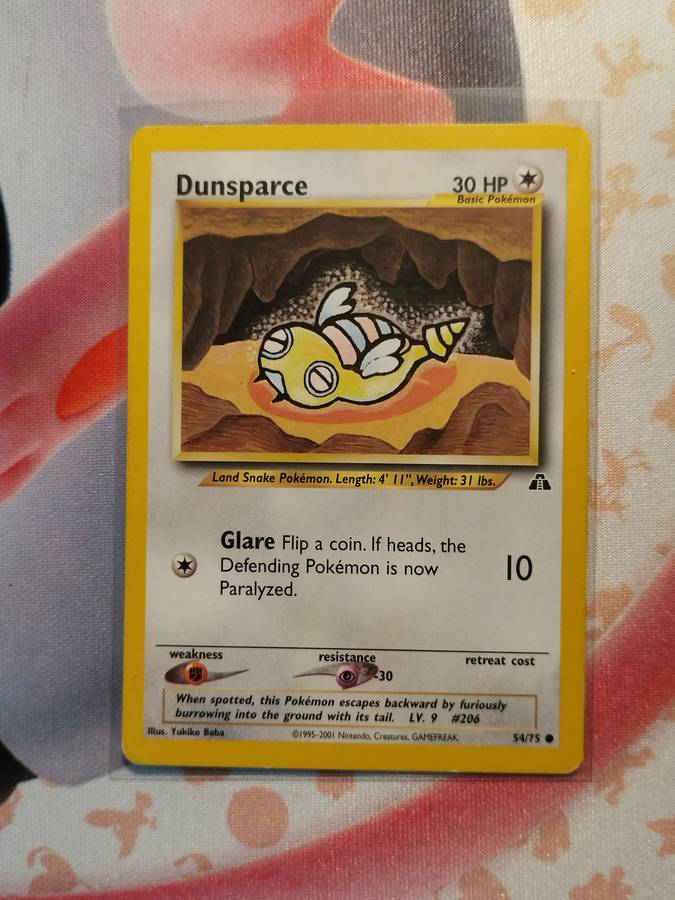 Dunsparce
30 HP
Basic Pokémon
Land Snake Pokémon. Length: 4' 11", Weight: 31 lbs.
Glare Flip a coin. If heads, the
Defending Pokémon is now
Paralyzed.
10
weakness
resistance
retreat cost
-30
When spotted, this Pokémon escapes backward by furiously
burrowing into the ground with its tail. LV. 9 #206
Illus. Yukiko Baba
©1995-2001 Nintendo, Creatures, GAMEFREAK.
54/75